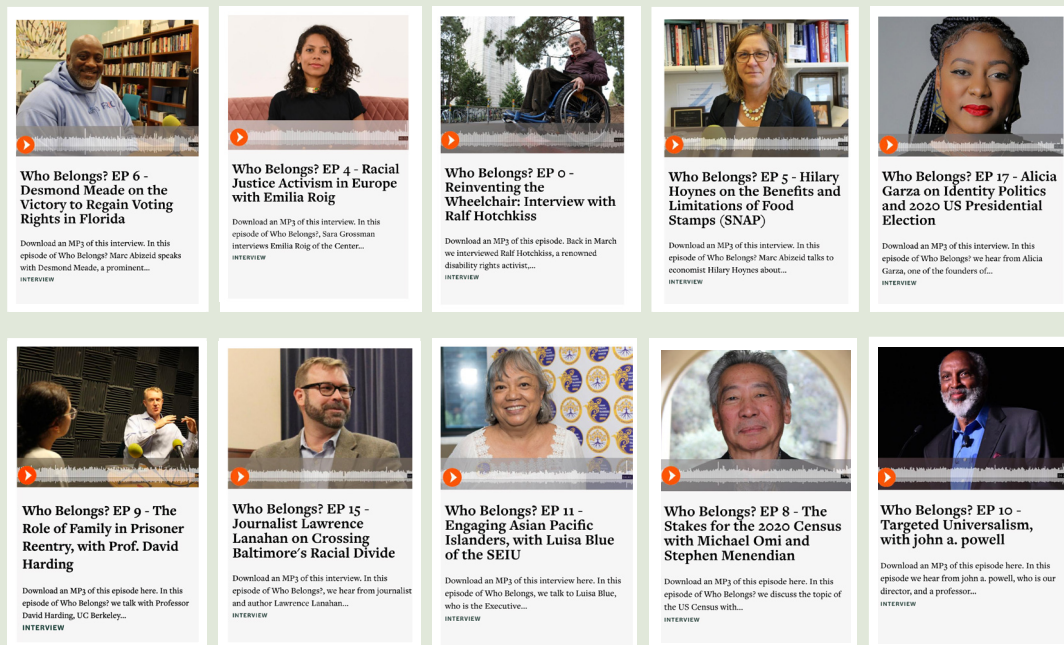 Who Belongs? EP 6 -
Desmond Meade on the
Victory to Regain Voting
Rights in Florida
Download an MP3 of this interview. In this
episode of Who Belongs? Marc Abizeid speaks
with Desmond Meade, a prominent...
INTERVIEW
Who Belongs? EP 4 - Racial
Justice Activism in Europe
with Emilia Roig
Download an MP3 of this interview. In this
episode of Who Belongs?, Sara Grossman
interviews Emilia Roig of the Center...
INTERVIEW
Who Belongs? EP 0 -
Reinventing the
Wheelchair: Interview with
Ralf Hotchkiss
Download an MP3 of this episode. Back in March
we interviewed Ralf Hotchkiss, a renowned
disability rights activist,...
INTERVIEW
Who Belongs? EP 5 - Hilary
Hoynes on the Benefits and
Limitations of Food
Stamps (SNAP)
Download an MP3 of this interview. In this
episode of Who Belongs? Marc Abizeid talks to
economist Hilary Hoynes about...
INTERVIEW
Who Belongs? EP 17 - Alicia
Garza on Identity Politics
and 2020 US Presidential
Election
Download an MP3 of this interview. In this
episode of Who Belongs? we hear from Alicia
Garza, one of the founders of...
INTERVIEW
Who Belongs? EP 9 - The
Role of Family in Prisoner
Reentry, with Prof. David
Harding
Download an MP3 of this episode here. In this
episode of Who Belongs? we talk with Professor
David Harding, UC Berkeley...
INTERVIEW
Who Belongs? EP 15 -
Journalist Lawrence
Lanahan on Crossing
Baltimore's Racial Divide
Download an MP3 of this interview. In this
episode of Who Belongs?, we hear from journalist
and author Lawrence Lanahan...
INTERVIEW
Who Belongs? EP 11 -
Engaging Asian Pacific
Islanders, with Luisa Blue
of the SEIU
Download an MP3 of this interview here. In this
episode of Who Belongs, we talk to Luisa Blue,
who is the Executive...
INTERVIEW
Who Belongs? EP 8 - The
Stakes for the 2020 Census
with Michael Omi and
Stephen Menendian
Download an MP3 of this episode here. In this
episode of Who Belongs? we discuss the topic of
the US Census with...
INTERVIEW
Who Belongs? EP 10 -
Targeted Universalism,
with john a. powell
Download an MP3 of this episode here. In this
episode we hear from john a. powell, who is our
director, and a professor...
INTERVIEW